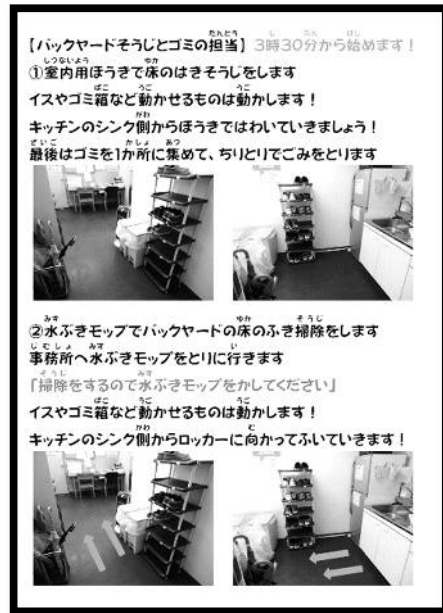 【バックヤードそうじとゴミの担当】 3時30分から始めます！
①室内用ほうきで床のはきそうじをします
イスやゴミ箱など動かせるものは動かします！
キッチンのシンク側からほうきではわいていきましょう！
最後はゴミを1か所に集めて、ちりとりでごみをとります
②水ぶきモップでバックヤードの床のふき掃除をします
事務所へ水ぶきモップをとりに行きます
「掃除をするので水ぶきモップをかしてください」
イスやゴミ箱など動かせるものは動かします！
キッチンのシンク側からロッカーに向かってふいていきます！